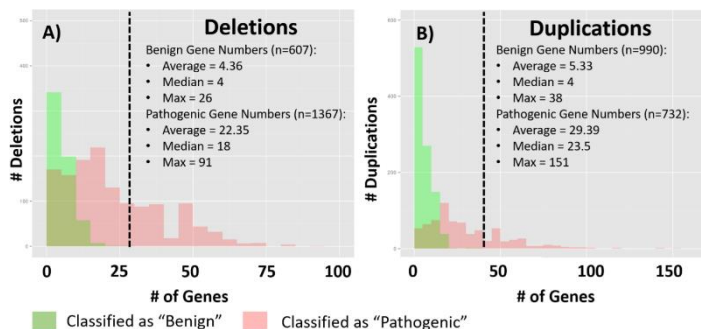 A)
Deletions
Benign Gene Numbers (n=607):
• Average = 4.36
• Median = 4
• Max = 26
Pathogenic Gene Numbers (n=1367):
• Average = 22.35
• Median = 18
• Max = 91
# Deletions
0 25 50 75 100
# of Genes
B)
Duplications
Benign Gene Numbers (n=990):
• Average = 5.33
• Median = 4
• Max = 38
Pathogenic Gene Numbers (n=732):
• Average = 29.39
• Median = 23.5
• Max = 151
# Duplications
0 50 100 150
# of Genes
Classified as “Benign”
Classified as “Pathogenic”